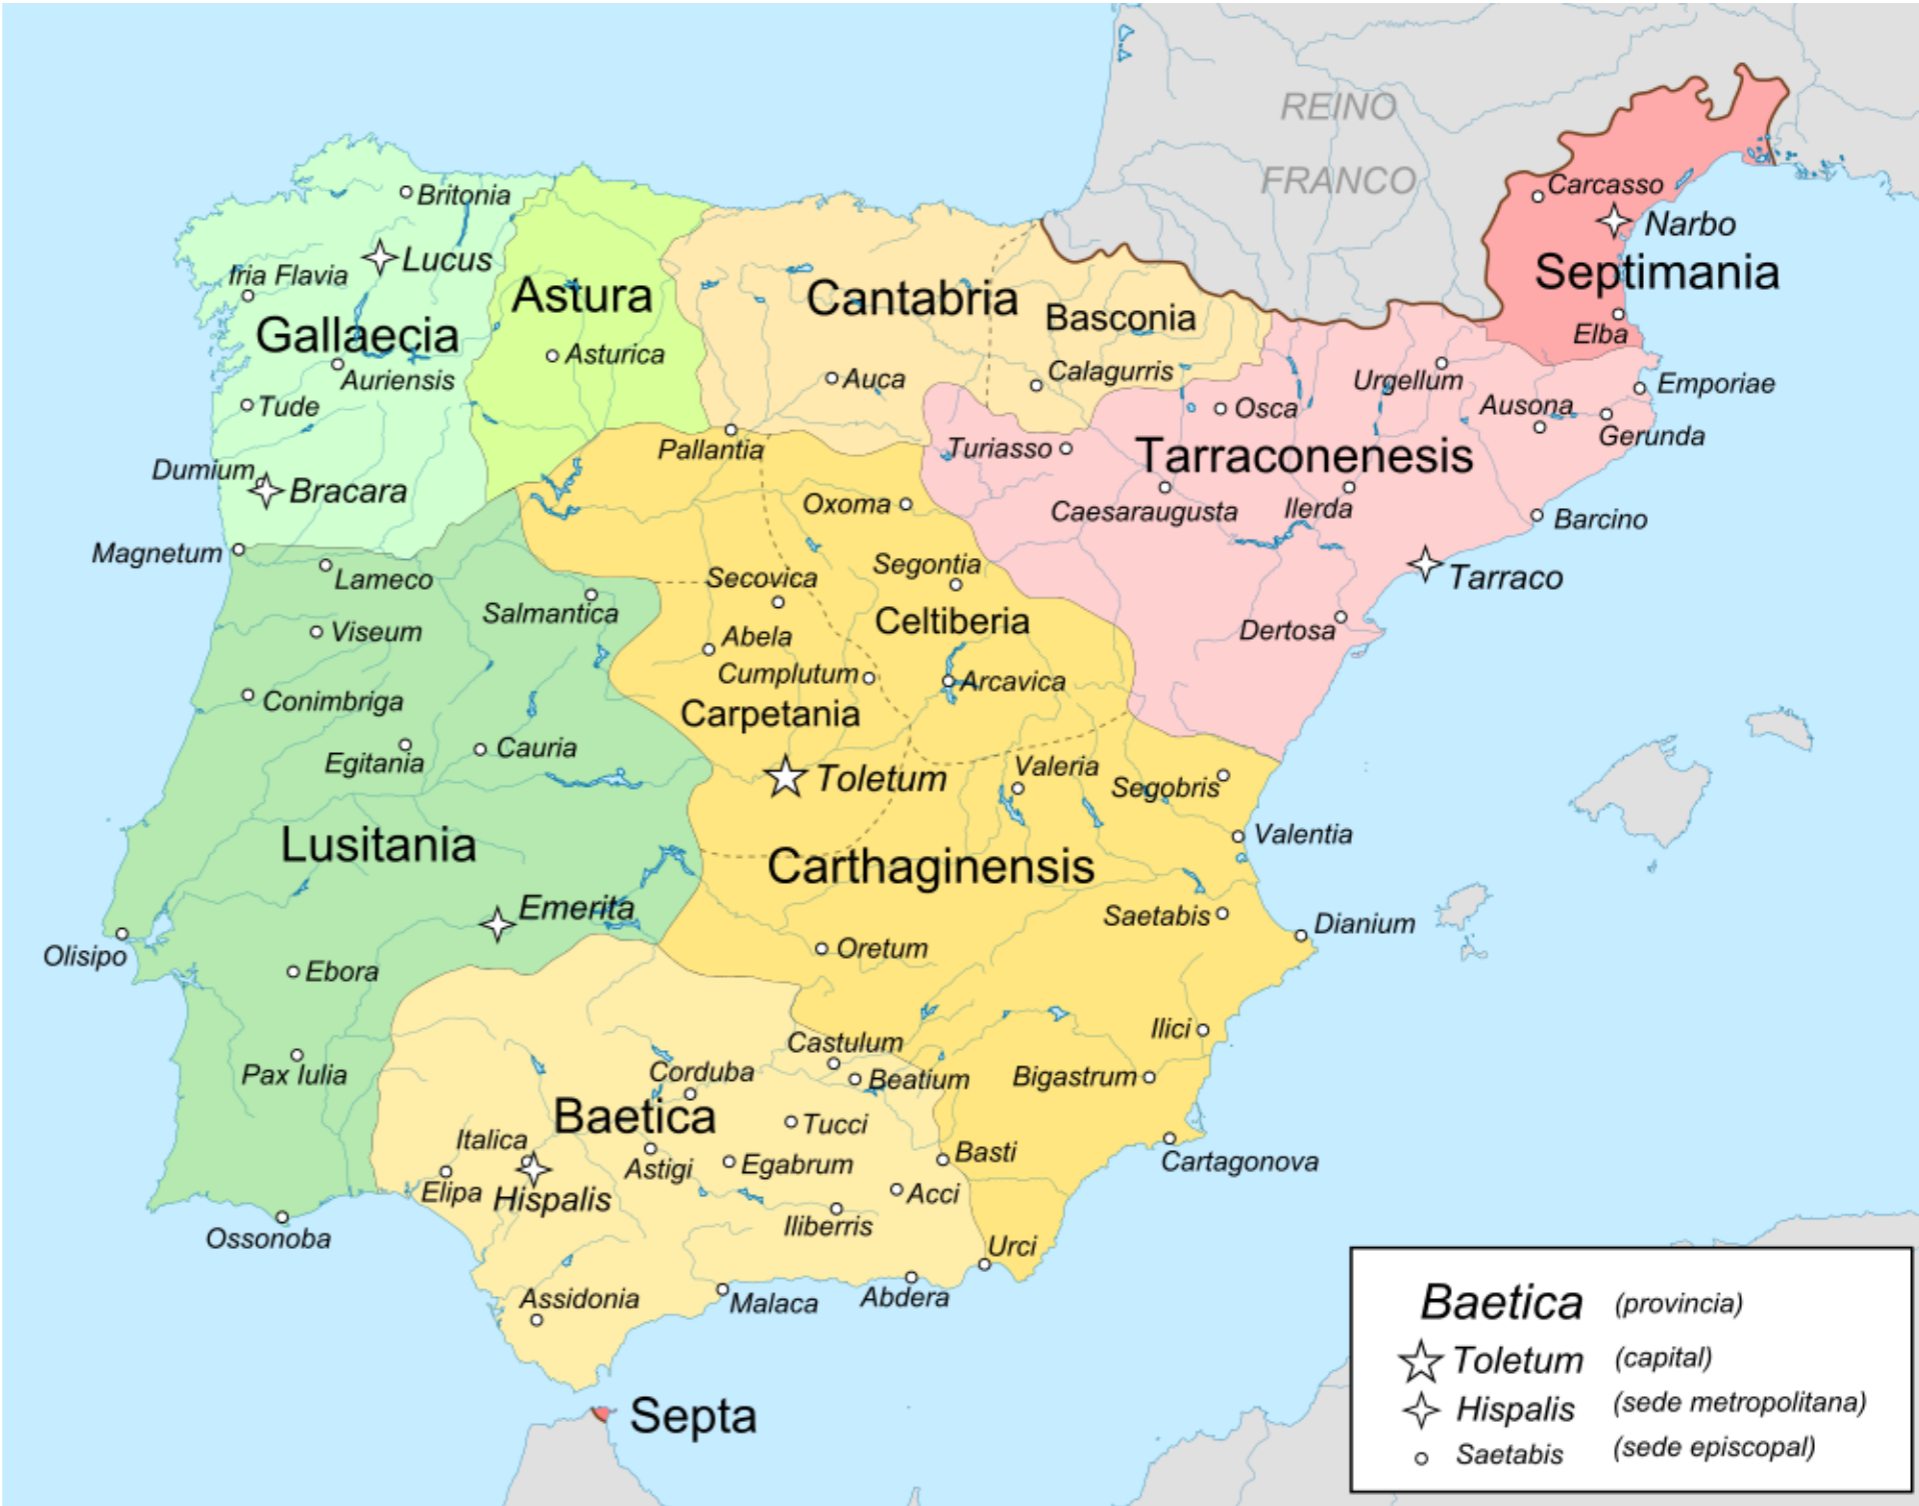 REINO
FRANCO
Carcasso
Narbo
Septimania
Elba
Britonia
Lucus
Iria Flavia
Gallaecia
Auriensis
Tude
Dumium
Bracara
Magnetum
Astura
Asturica
Cantabria
Basconia
Auca
Calagurris
Pallantia
Urgellum
Emporiae
Osca
Ausona
Gerunda
Turiasso
Tarraconenesis
Caesaraugusta
Ilerda
Barcino
Tarraco
Dertosa
Oxoma
Segontia
Secovica
Celtiberia
Abela
Cumplutum
Arcavica
Carpetania
Toletum
Valeria
Segobris
Valentia
Carthaginensis
Saetabis
Dianium
Oretum
Ilici
Bigastrum
Cartagonova
Basti
Urci
Lameco
Salmantica
Viseum
Conimbriga
Egitania
Cauria
Lusitania
Emerita
Olisipo
Ebora
Pax Iulia
Ossonoba
Castulum
Corduba
Beatium
Baetica
Tucci
Italica
Astigi
Egabrum
Elipa
Hispalis
Acci
Iliberris
Assidonia
Malaca
Abdera
Septa
Baetica (provincia)
Toletum (capital)
Hispalis (sede metropolitana)
Saetabis (sede episcopal)